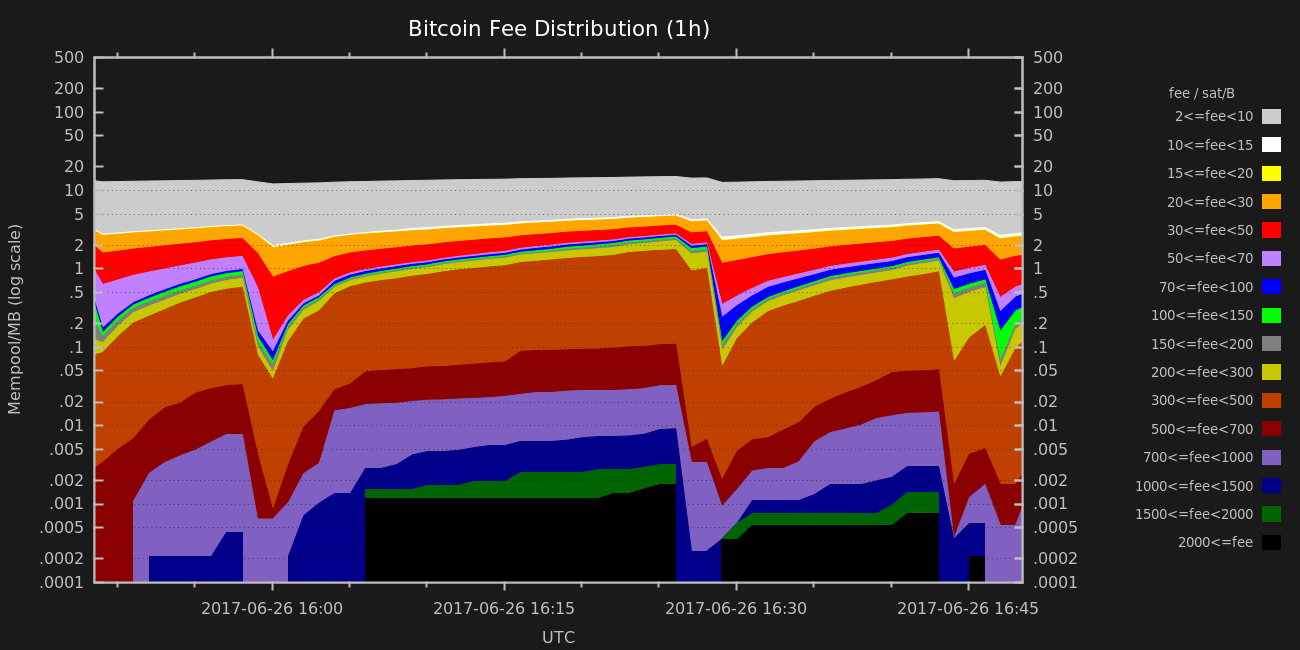 Bitcoin Fee Distribution (1h)
500 500
200 200
100 100
50 50
20 20
10 10
5 5
2 2
1 1
.5 .5
.2 .2
.1 .1
.05 .05
.02 .02
.01 .01
.005 .005
.002 .002
.001 .001
.0005 .0005
.0002 .0002
.0001 .0001
Mempool/MB (log scale)
2017-06-26 16:00 2017-06-26 16:15 2017-06-26 16:30 2017-06-26 16:45
UTC
fee / sat/B
2<=fee<10
10<=fee<15
15<=fee<20
20<=fee<30
30<=fee<50
50<=fee<70
70<=fee<100
100<=fee<150
150<=fee<200
200<=fee<300
300<=fee<500
500<=fee<700
700<=fee<1000
1000<=fee<1500
1500<=fee<2000
2000<=fee